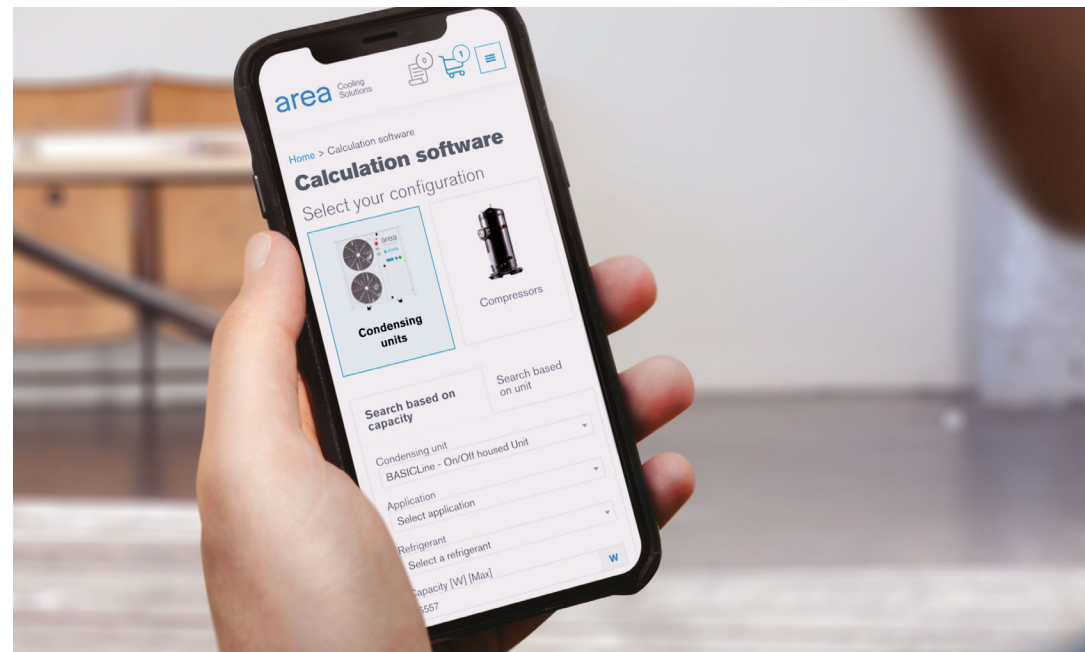 area Cooling
Solutions
0
1
Home > Calculation software
Calculation software
Select your configuration
area
Condensing
units
Compressors
Search based on
capacity
Search based
on unit
Condensing unit
BASICLine - On/Off housed Unit
Application
Select application
Refrigerant
Select a refrigerant
Capacity [W] [Max]
W